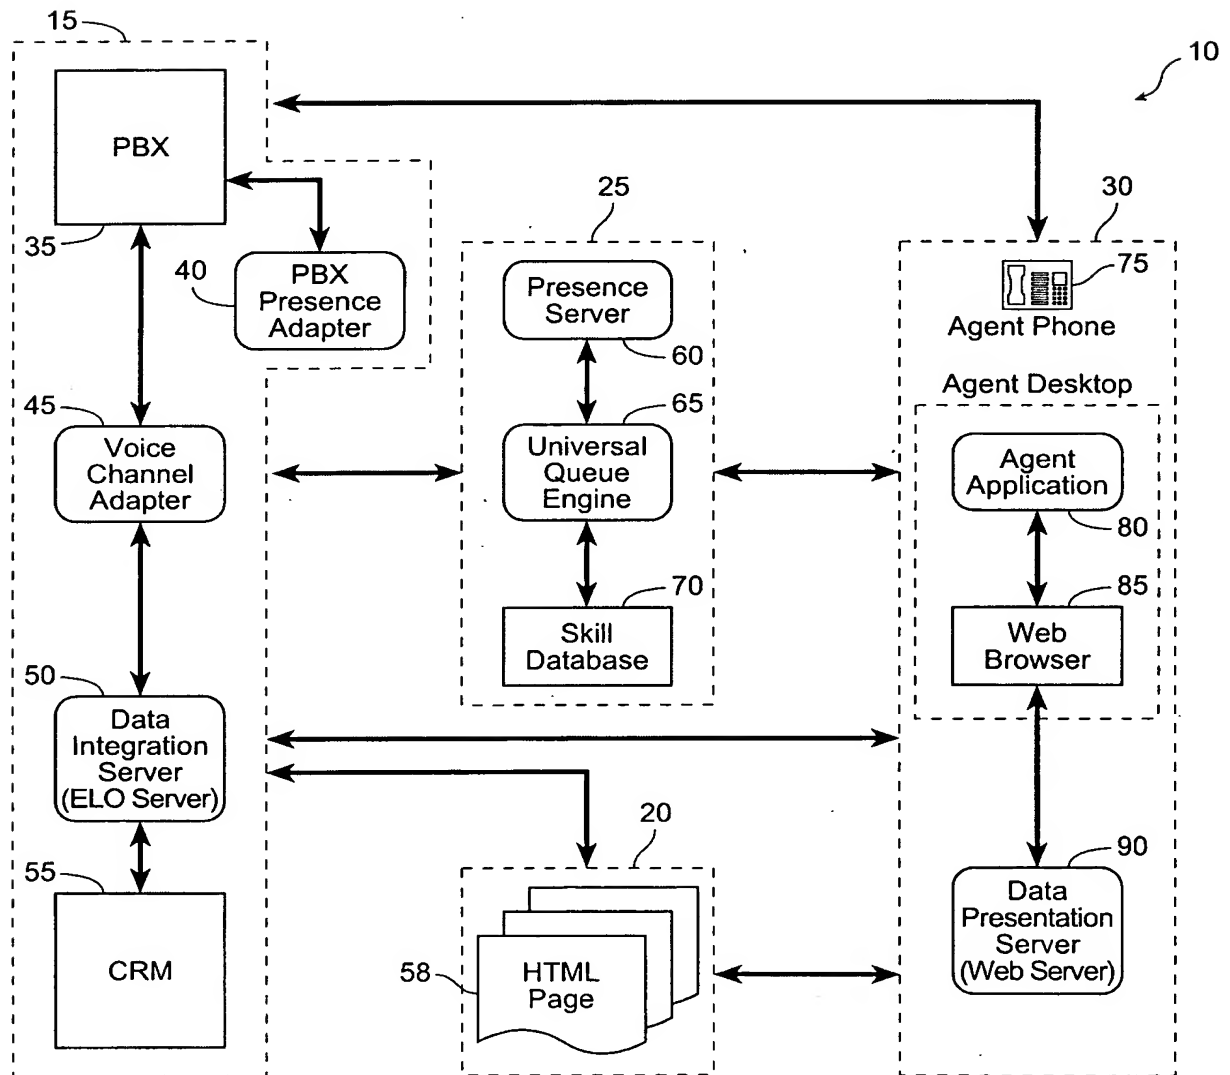 15
10
PBX
35
25
30
40
PBX
Presence
Adapter
Presence
Server
60
75
Agent Phone
Agent Desktop
45
Voice
Channel
Adapter
65
Universal
Queue
Engine
Agent
Application
80
70
Skill
Database
85
Web
Browser
50
Data
Integration
Server
(ELO Server)
20
90
Data
Presentation
Server
(Web Server)
55
CRM
58
HTML
Page